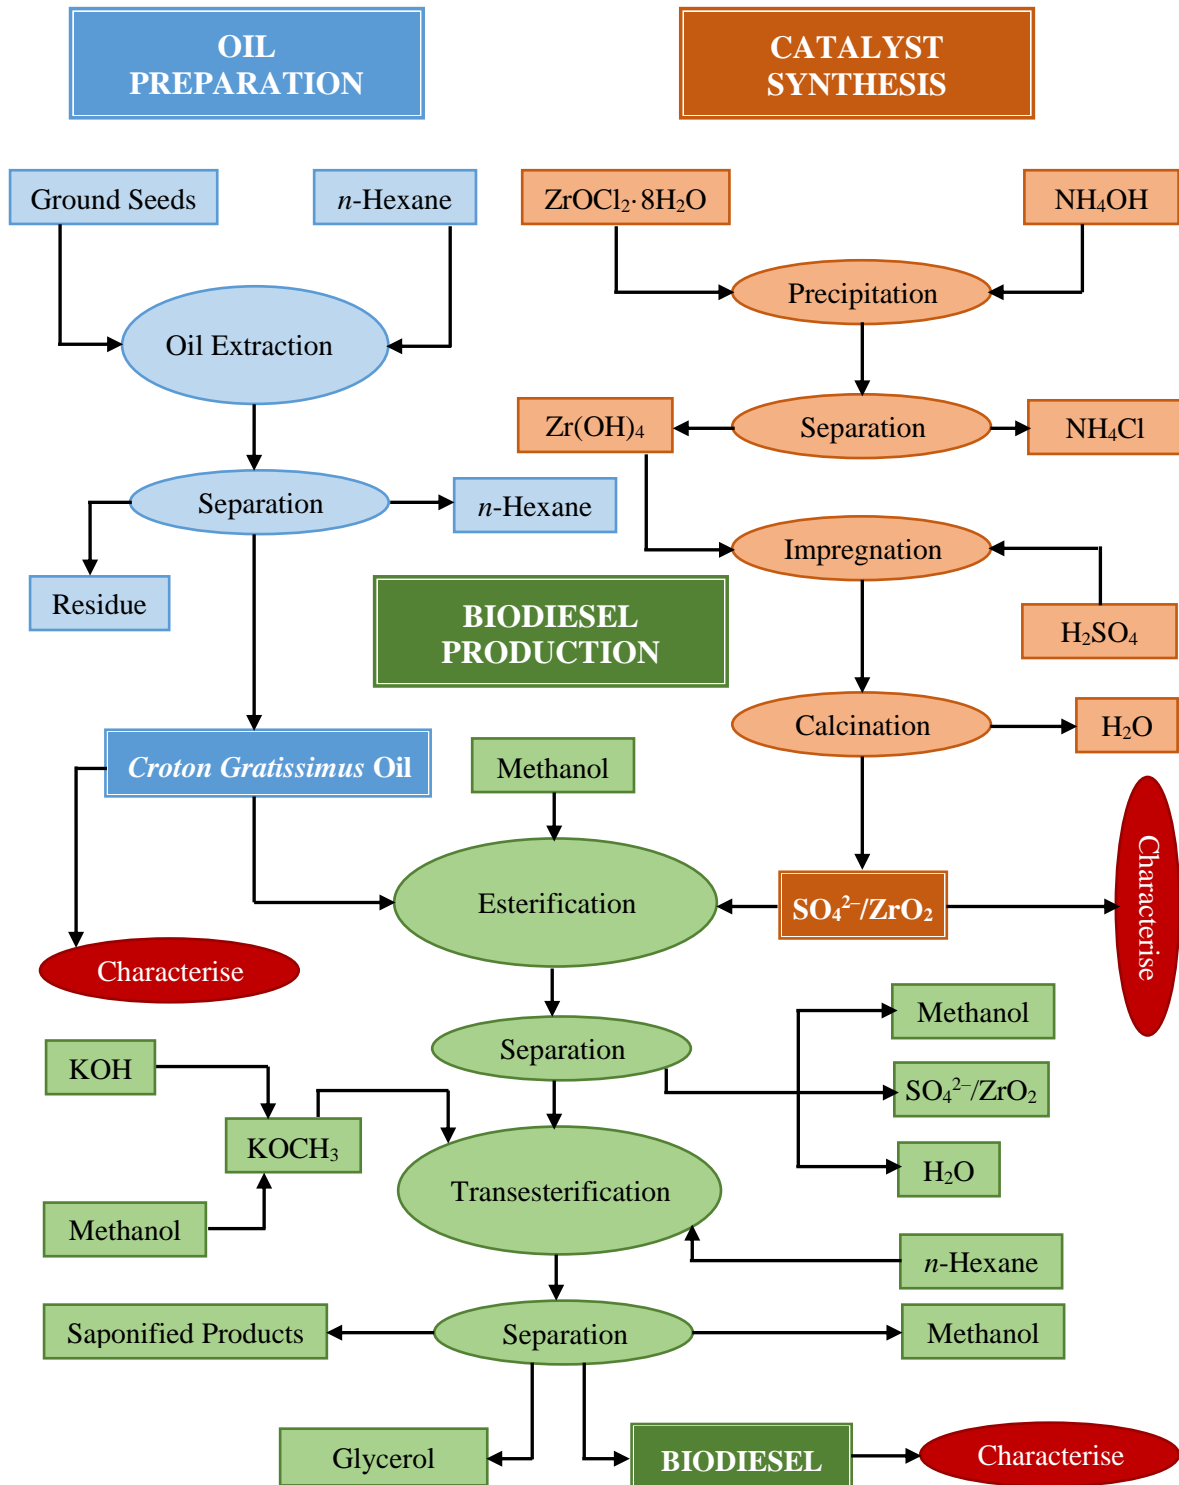 OIL
PREPARATION
CATALYST
SYNTHESIS
Ground Seeds
n-Hexane
ZrOCl₂·8H₂O
NH₄OH
Precipitation
Oil Extraction
Zr(OH)₄
Separation
NH₄Cl
Separation
n-Hexane
Impregnation
Residue
BIODIESEL
PRODUCTION
H₂SO₄
Calcination
H₂O
Croton Gratissimus Oil
Methanol
Characterise
Esterification
SO₄²⁻/ZrO₂
Characterise
Methanol
Separation
KOH
SO₄²⁻/ZrO₂
KOCH₃
H₂O
Transesterification
Methanol
n-Hexane
Saponified Products
Separation
Methanol
Glycerol
BIODIESEL
Characterise